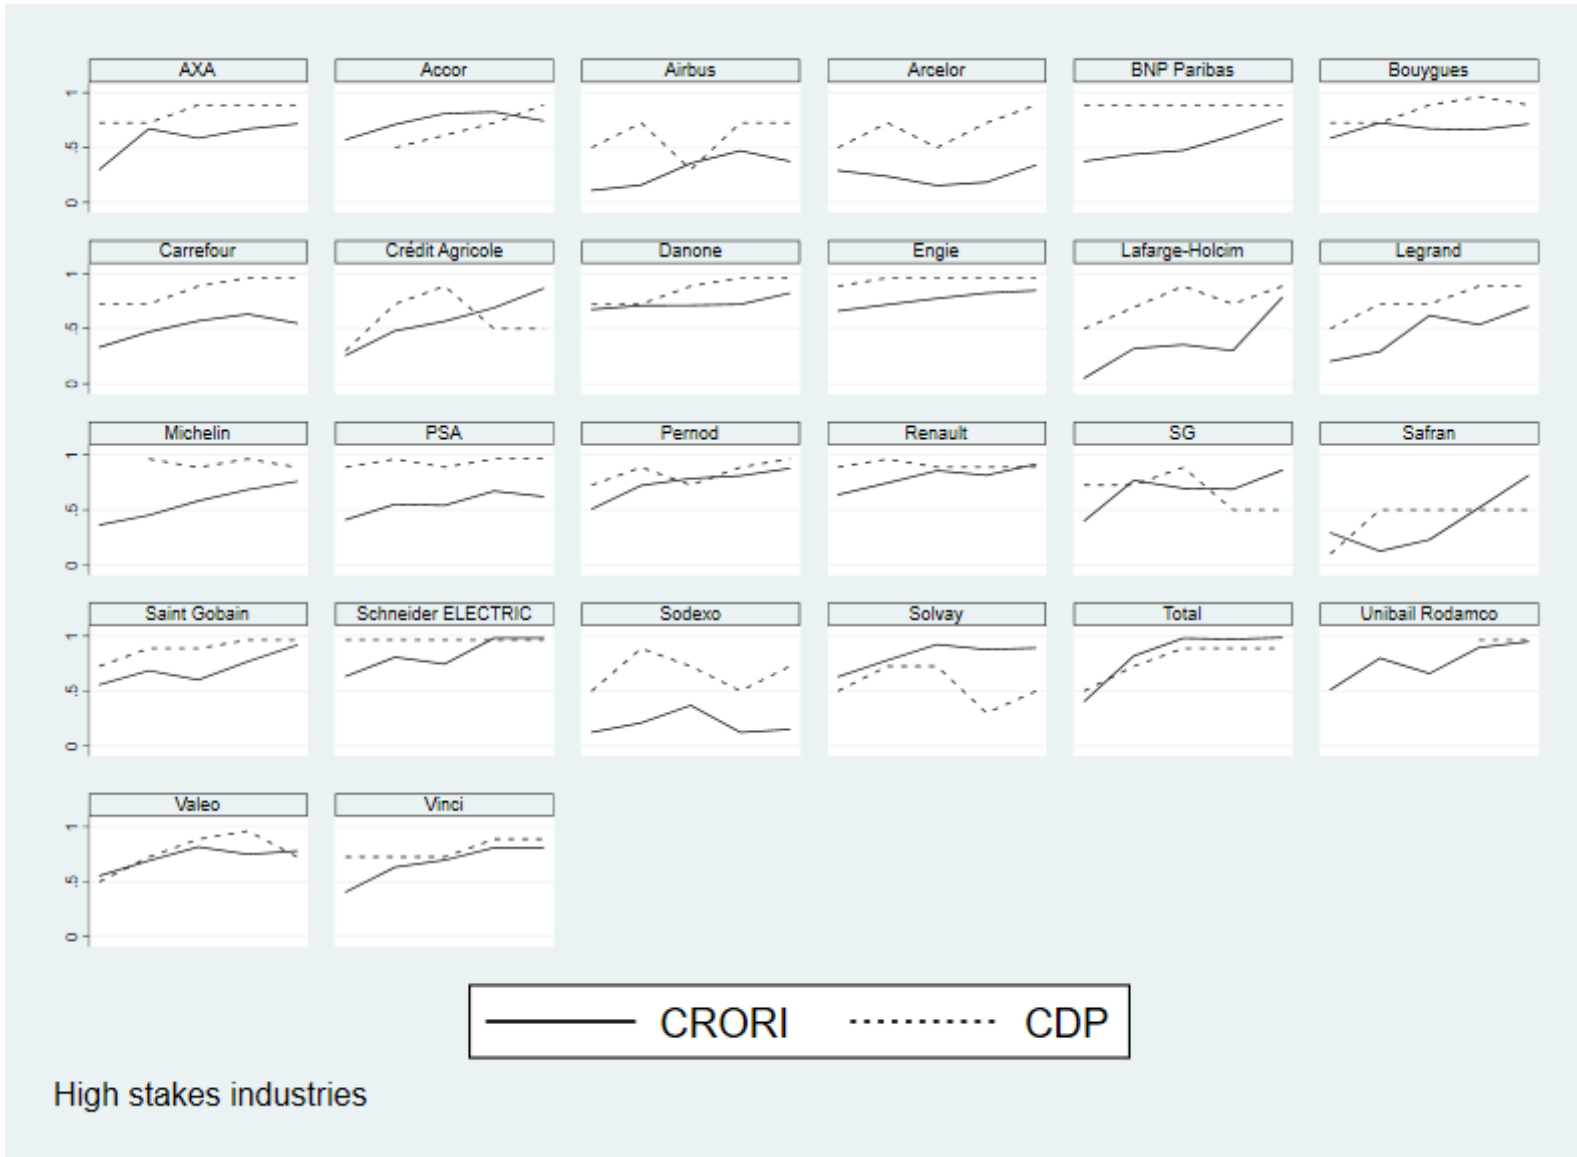 AXA Accor Airbus Arcelor BNP Paribas Bouygues
1
.5
0
Carrefour Crédit Agricole Danone Engie Lafarge-Holcim Legrand
1
.5
0
Michelin PSA Pernod Renault SG Safran
1
.5
0
Saint Gobain Schneider ELECTRIC Sodexo Solvay Total Unibail Rodamco
1
.5
0
Valeo Vinci
1
.5
0
CRORI CDP
High stakes industries